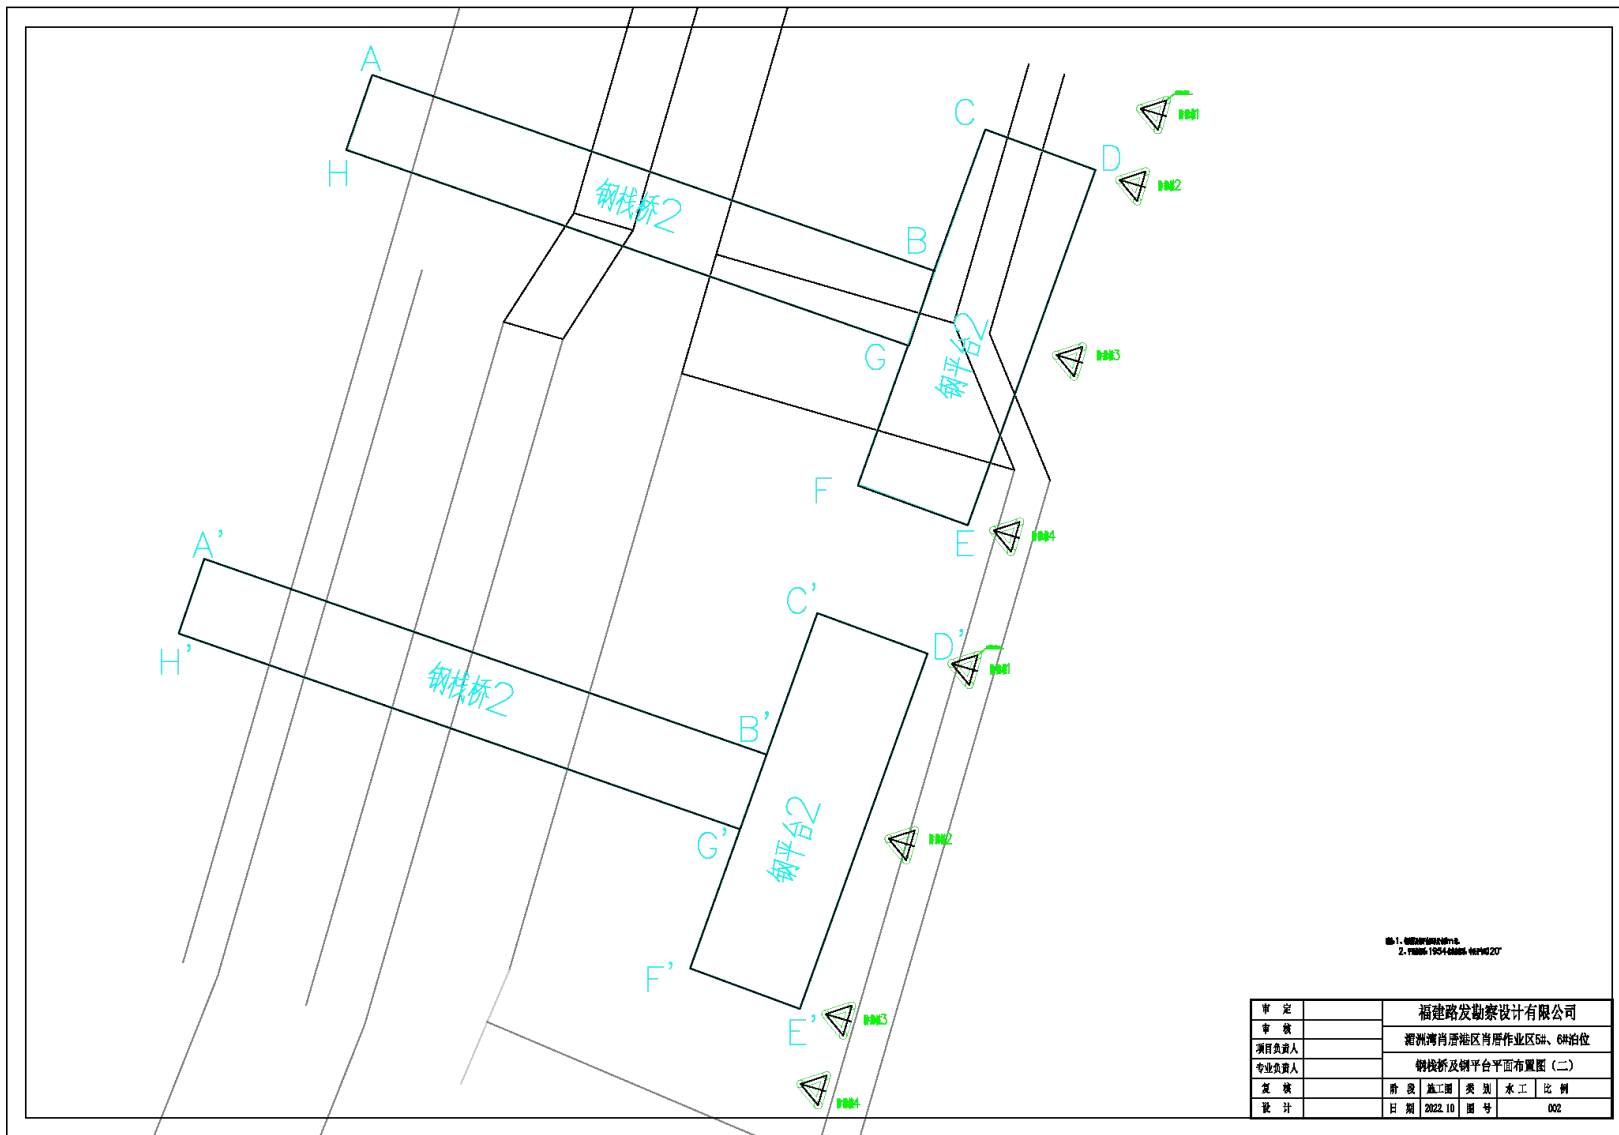 A
C
D
H
钢栈桥2
B
G
钢平台2
F
E
A'
C'
D'
H'
钢栈桥2
B'
G'
钢平台2
F'
E'
审 定
福建路发勘察设计有限公司
审 核
湄洲湾肖厝港区肖厝作业区5#、6#泊位
项目负责人
专业负责人
钢栈桥及钢平台平面布置图（二）
复 核
阶 段 施工图 类 别 水 工 比 例
设 计
日 期 2022.10 图 号 002